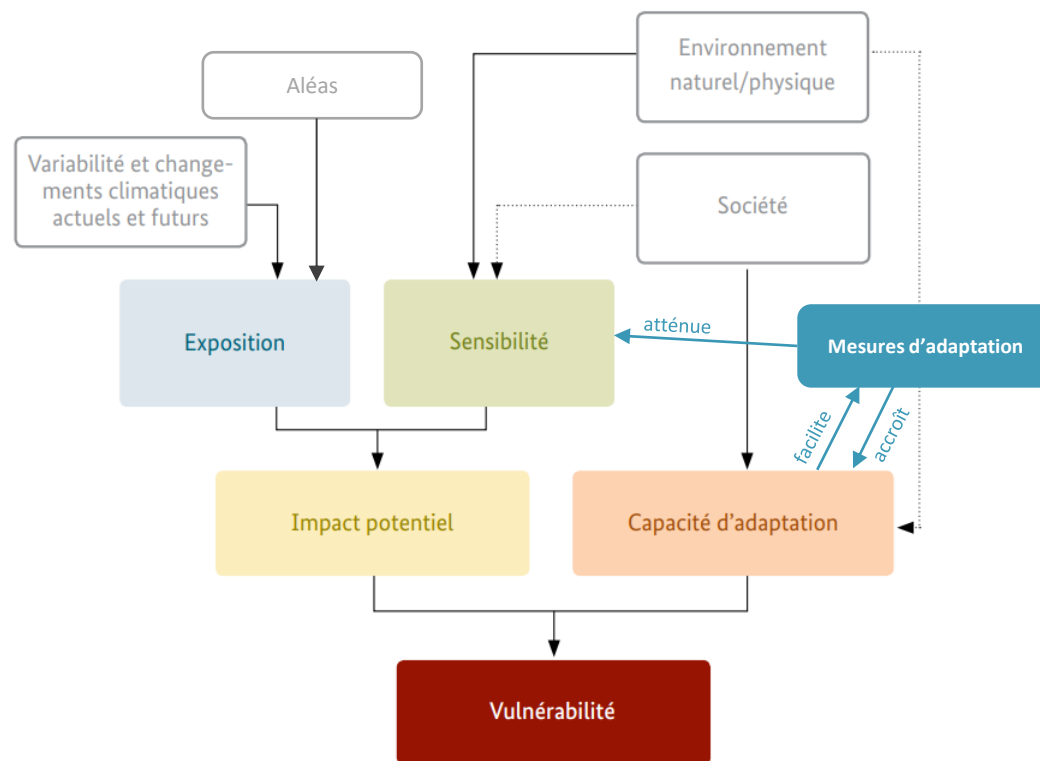 Environnement
naturel/physique
Aléas
Variabilité et change-
ments climatiques
actuels et futurs
Société
Exposition
Sensibilité
atténue
Mesures d’adaptation
facilite
accroît
Impact potentiel
Capacité d’adaptation
Vulnérabilité